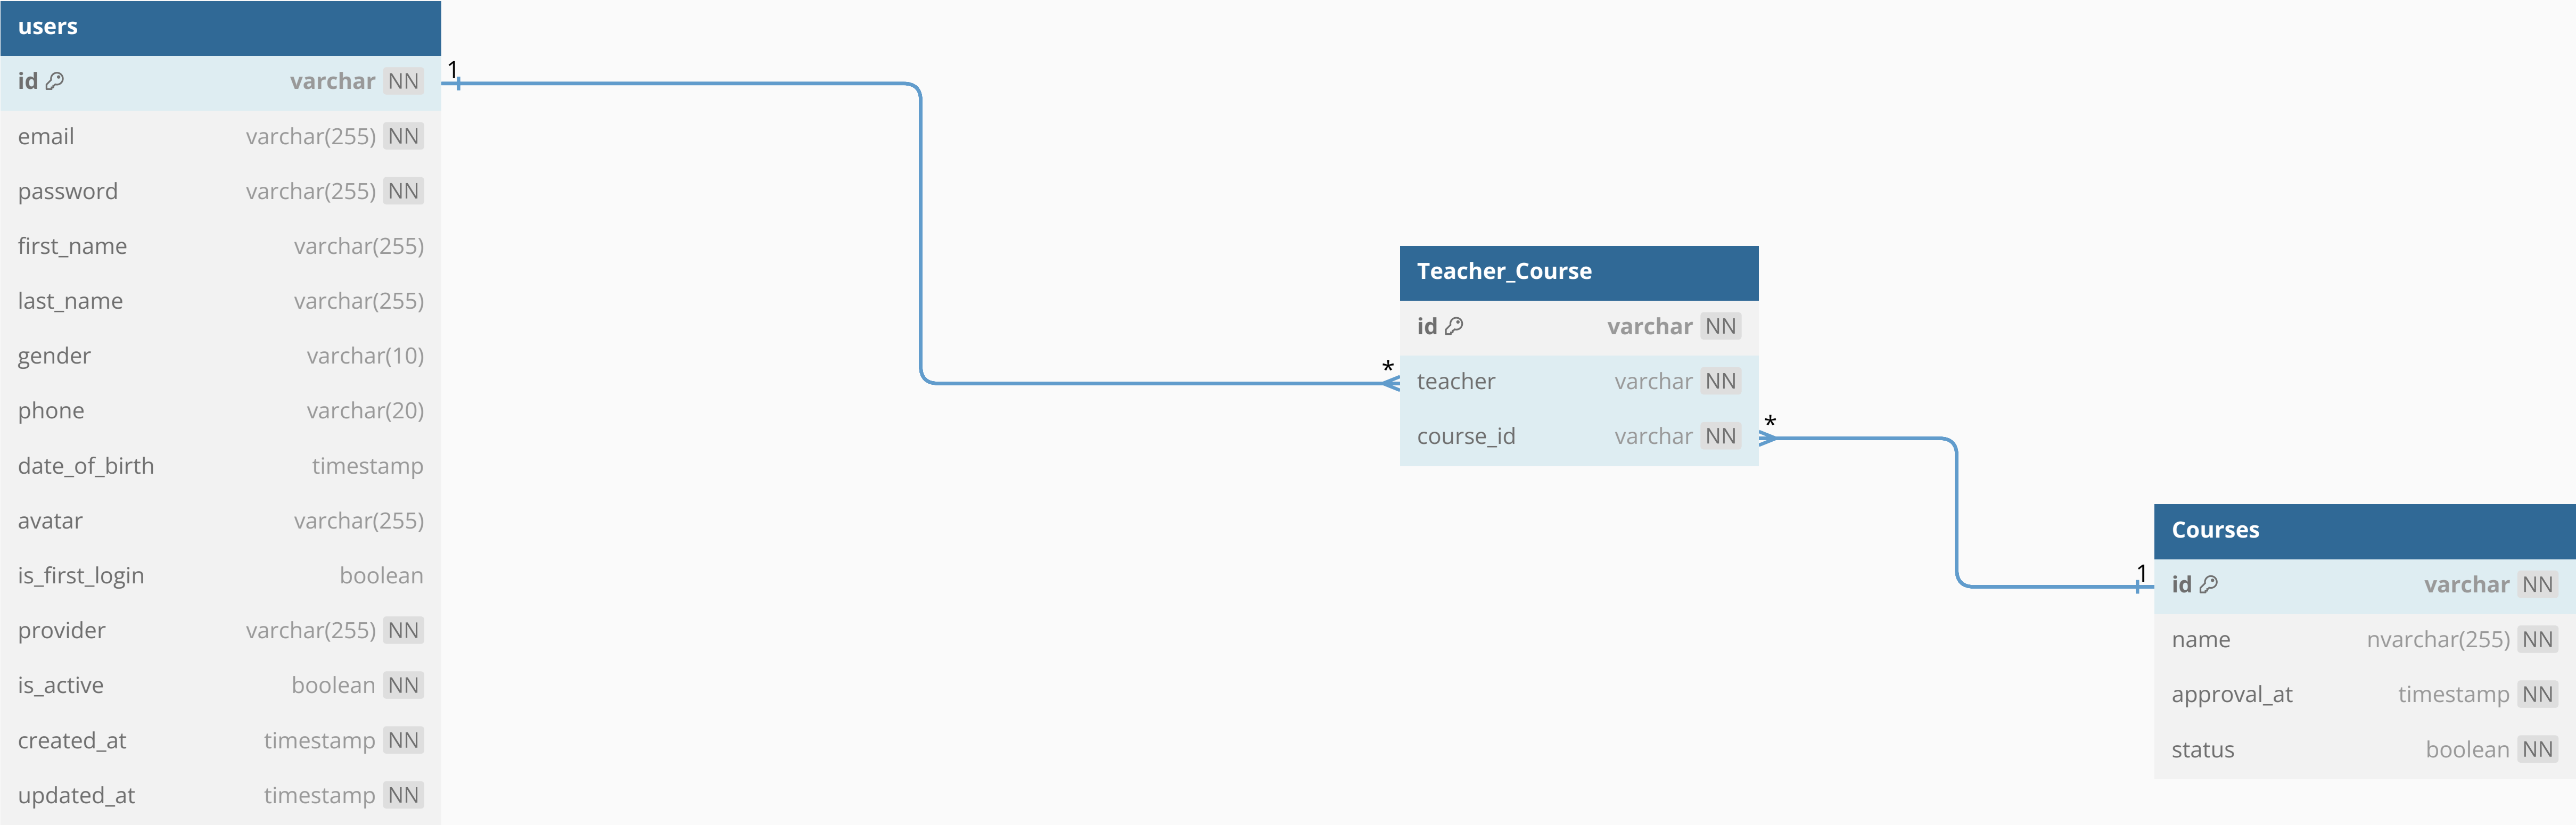 users
id varchar NN
email varchar(255) NN
password varchar(255) NN
first_name varchar(255)
last_name varchar(255)
gender varchar(10)
phone varchar(20)
date_of_birth timestamp
avatar varchar(255)
is_first_login boolean
provider varchar(255) NN
is_active boolean NN
created_at timestamp NN
updated_at timestamp NN
1
*
Teacher_Course
id varchar NN
teacher varchar NN
course_id varchar NN
*
1
Courses
id varchar NN
name nvarchar(255) NN
approval_at timestamp NN
status boolean NN